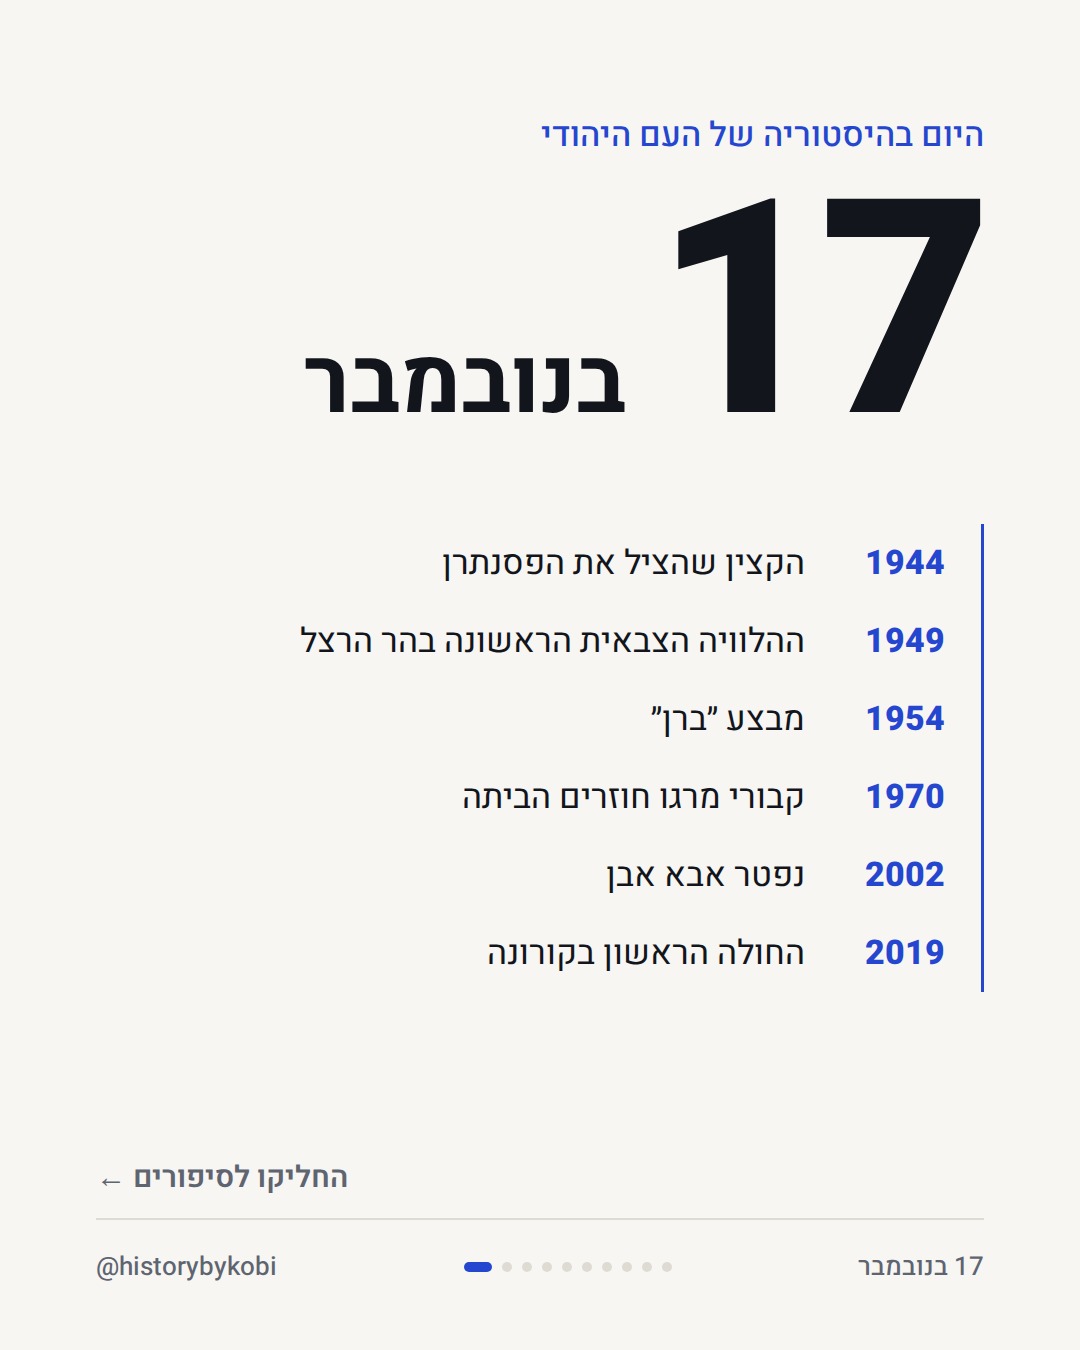 היום בהיסטוריה של העם היהודי
17 בנובמבר
1944 הקצין שהציל את הפסנתרן
1949 ההלוויה הצבאית הראשונה בהר הרצל
1954 מבצע ״ברן״
1970 קבורי מרגו חוזרים הביתה
2002 נפטר אבא אבן
2019 החולה הראשון בקורונה
החליקו לסיפורים ←
17 בנובמבר
@historybykobi